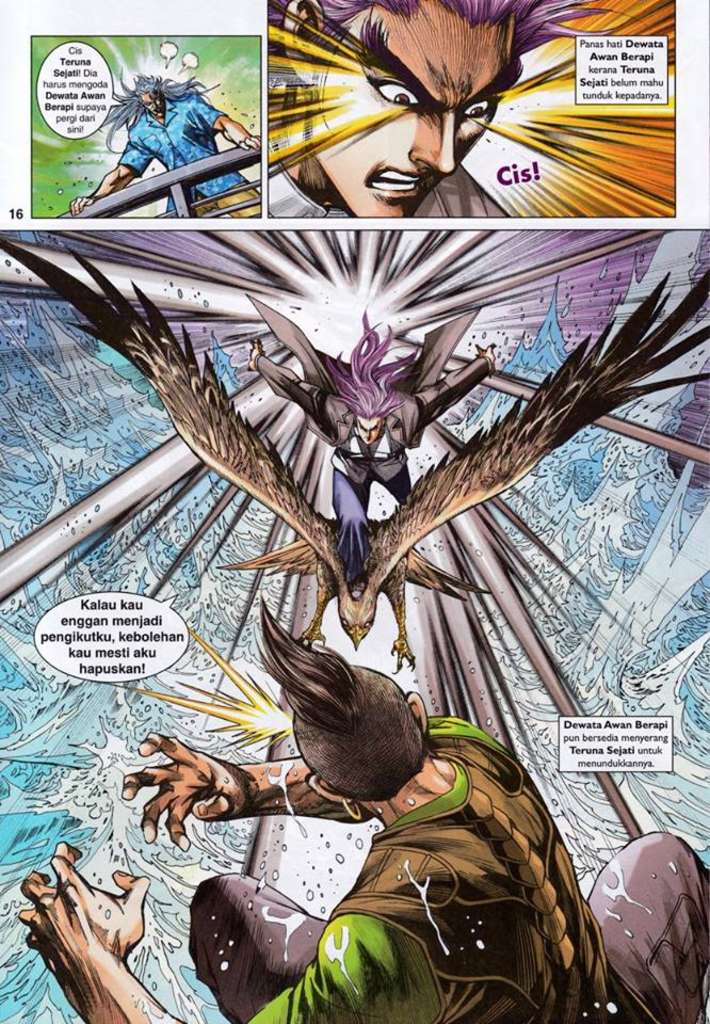 Cis
Teruna
Sejati! Dia
harus mengoda
Dewata Awan
Berapi supaya
pergi dari
sini!
Panas hati Dewata
Awan Berapi
kerana Teruna
Sejati belum mahu
tunduk kepadanya.
Cis!
16
Kalau kau
enggan menjadi
pengikutku, kebolehan
kau mesti aku
hapuskan!
Dewata Awan Berapi
pun bersedia menyerang
Teruna Sejati untuk
menundukkannya.